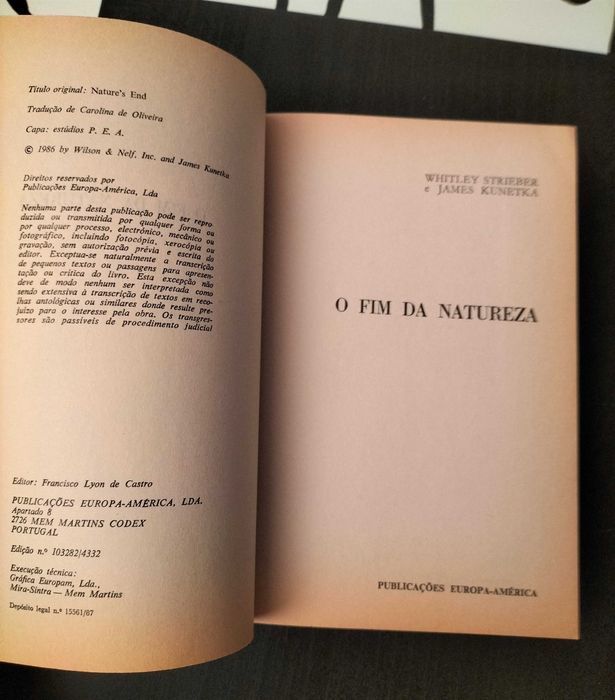 Título original: Nature's End
Tradução de Carolina de Oliveira
Capa: estúdios P. E. A.
© 1986 by Wilson & Neff, Inc. and James Kunetka
Direitos reservados por
Publicações Europa-América, Lda
Nenhuma parte desta publicação pode ser repro-
duzida ou transmitida por qualquer forma ou
por qualquer processo, electrónico, mecânico ou
fotográfico, incluindo fotocópia, xerocópia ou
gravação, sem autorização prévia e escrita do
editor. Exceptua-se naturalmente a transcrição
de pequenos textos ou passagens para apresen-
tação ou crítica do livro. Esta excepção não
deve de modo nenhum ser interpretada como
sendo extensiva à transcrição de textos em reco-
lhas antológicas ou similares donde resulte pre-
juízo para o interesse pela obra. Os transgres-
sores são passíveis de procedimento judicial
Editor: Francisco Lyon de Castro
PUBLICAÇÕES EUROPA-AMÉRICA, LDA.
Apartado 8
2726 MEM MARTINS CODEX
PORTUGAL
Edição n.º 103282/4332
Execução técnica:
Gráfica Europam, Lda.,
Mira-Sintra — Mem Martins
Depósito legal n.º 15561/87
WHITLEY STRIEBER
e JAMES KUNETKA
O FIM DA NATUREZA
PUBLICAÇÕES EUROPA-AMÉRICA